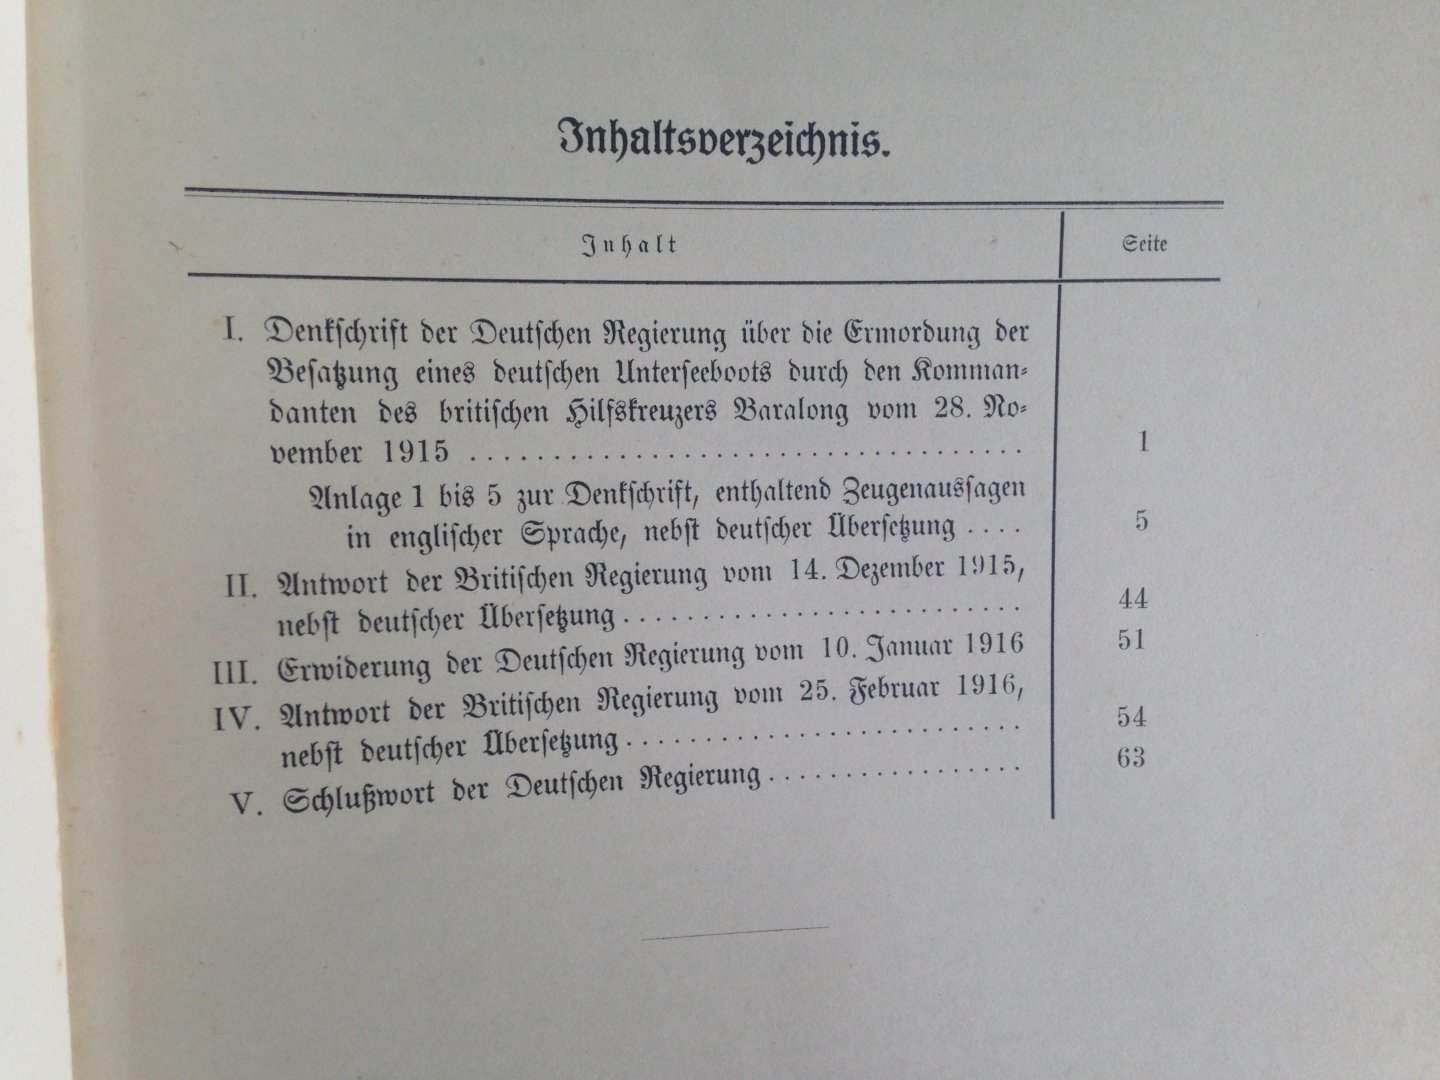 Inhaltsverzeichnis.
Inhalt Seite
I. Denkschrift der Deutschen Regierung über die Ermordung der
Besatzung eines deutschen Unterseeboots durch den Komman-
danten des britischen Hilfskreuzers Baralong vom 28. No-
vember 1915 .................................. 1
Anlage 1 bis 5 zur Denkschrift, enthaltend Zeugenaussagen
in englischer Sprache, nebst deutscher Übersetzung .... 5
II. Antwort der Britischen Regierung vom 14. Dezember 1915,
nebst deutscher Übersetzung .......................... 44
III. Erwiderung der Deutschen Regierung vom 10. Januar 1916 51
IV. Antwort der Britischen Regierung vom 25. Februar 1916,
nebst deutscher Übersetzung .......................... 54
V. Schlußwort der Deutschen Regierung ................. 63